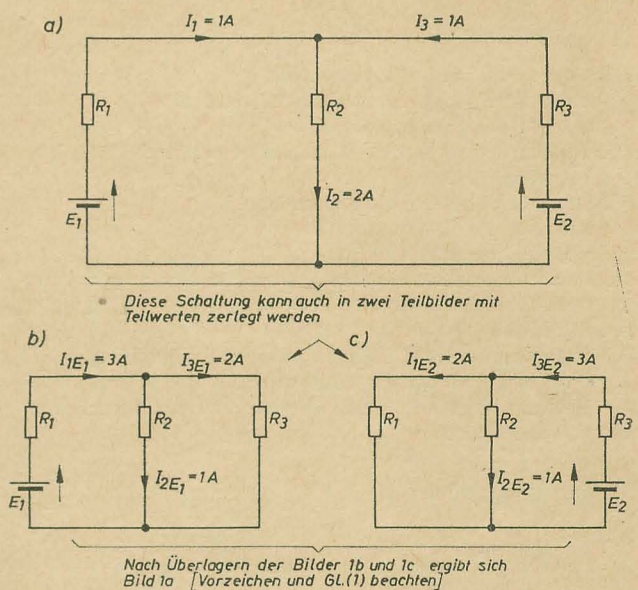 a)
I1 = 1A
I3 = 1A
R1
R2
R3
I2 = 2A
E1
E2
Diese Schaltung kann auch in zwei Teilbilder mit
Teilwerten zerlegt werden
b)
c)
I1E1 = 3A
I3E1 = 2A
I1E2 = 2A
I3E2 = 3A
R1
R2
R3
R1
R2
R3
I2E1 = 1A
I2E2 = 1A
E1
E2
Nach Überlagern der Bilder 1b und 1c ergibt sich
Bild 1a [Vorzeichen und Gl.(1) beachten]